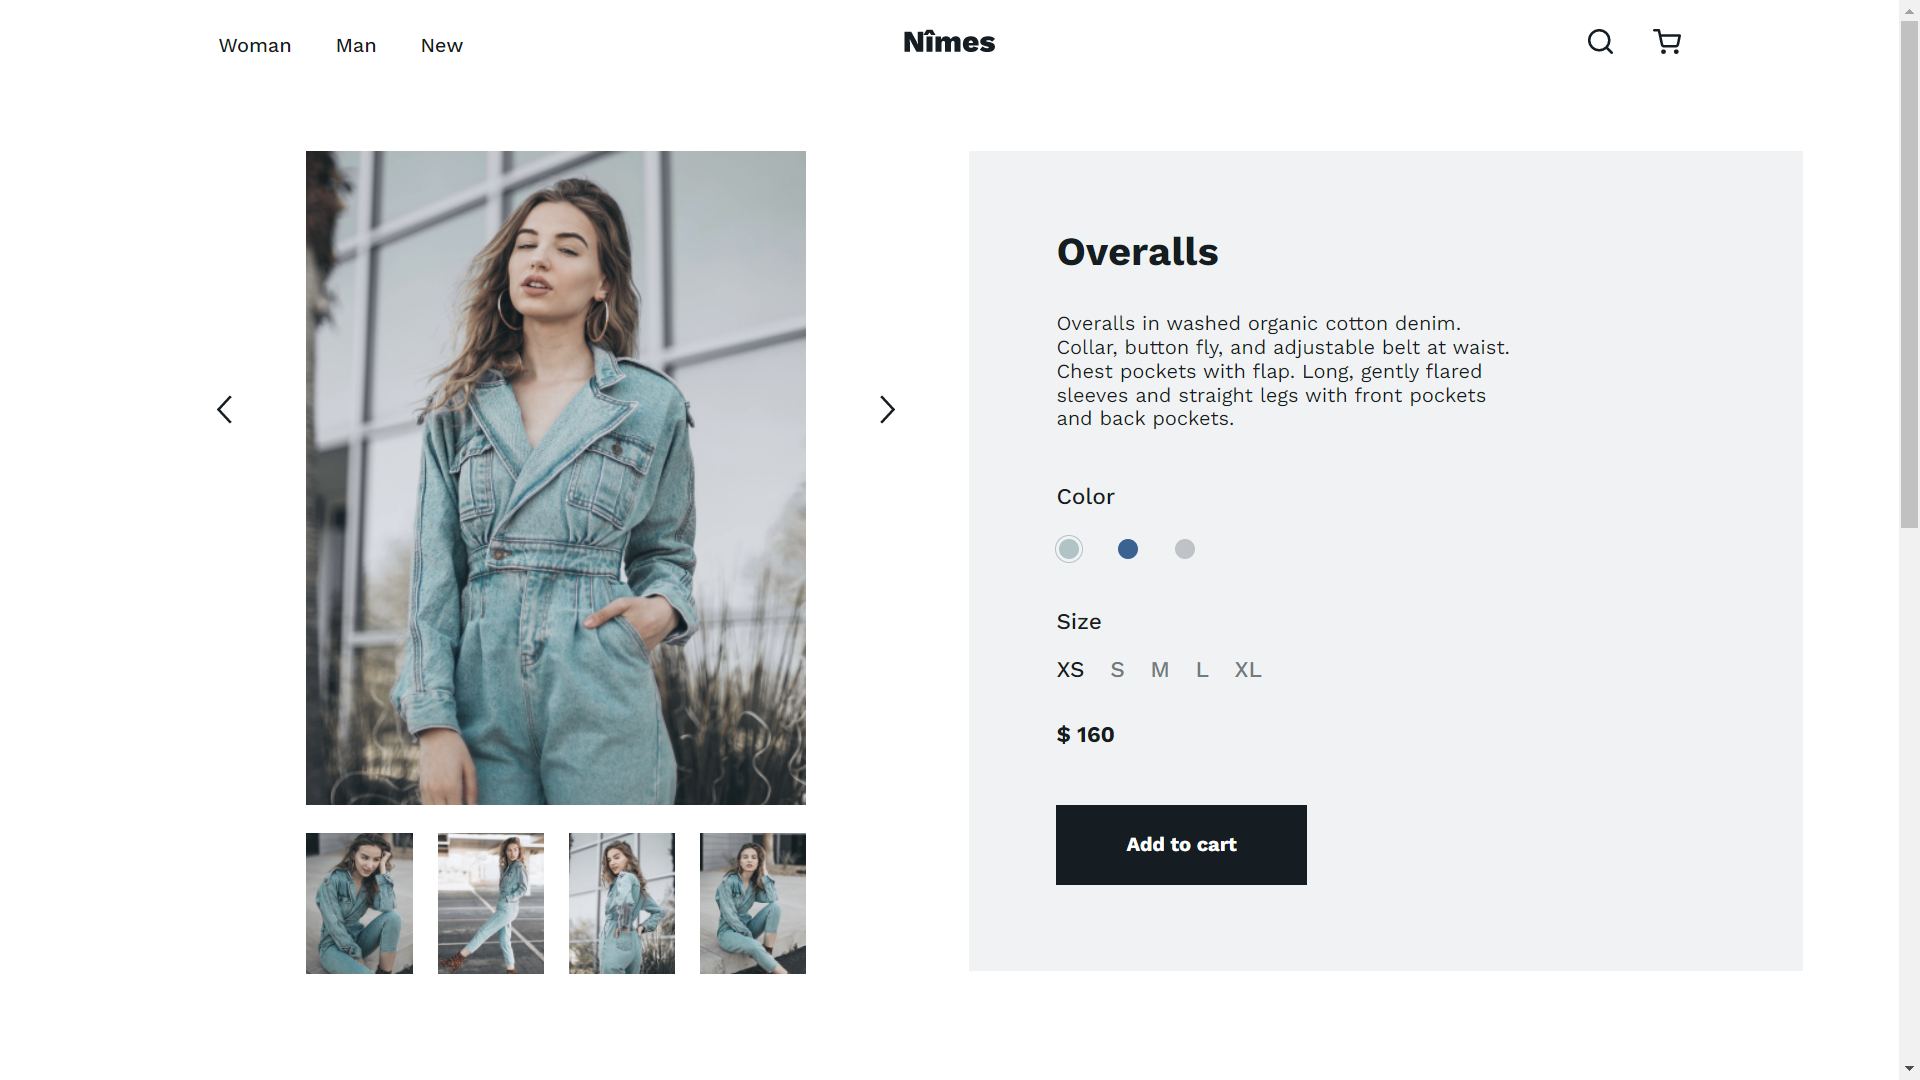 Woman Man New Nîmes
Overalls
Overalls in washed organic cotton denim.
Collar, button fly, and adjustable belt at waist.
Chest pockets with flap. Long, gently flared
sleeves and straight legs with front pockets
and back pockets.
Color
Size
XS S M L XL
$ 160
Add to cart